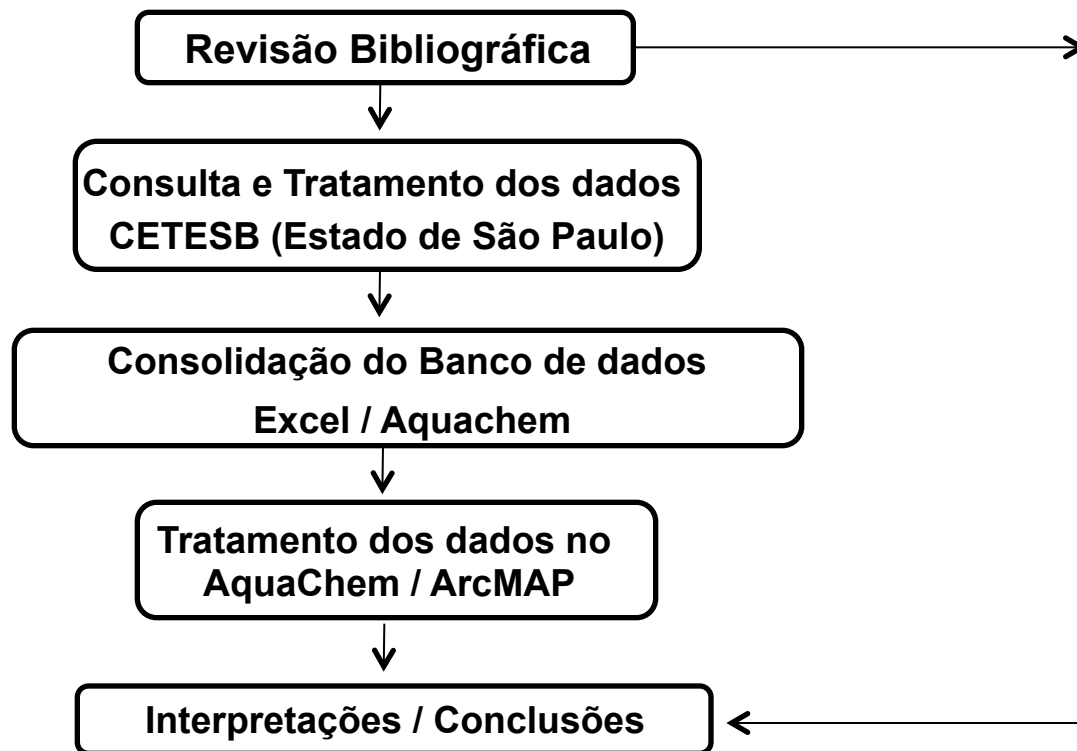 Revisão Bibliográfica
Consulta e Tratamento dos dados
CETESB (Estado de São Paulo)
Consolidação do Banco de dados
Excel / Aquachem
Tratamento dos dados no
AquaChem / ArcMAP
Interpretações / Conclusões